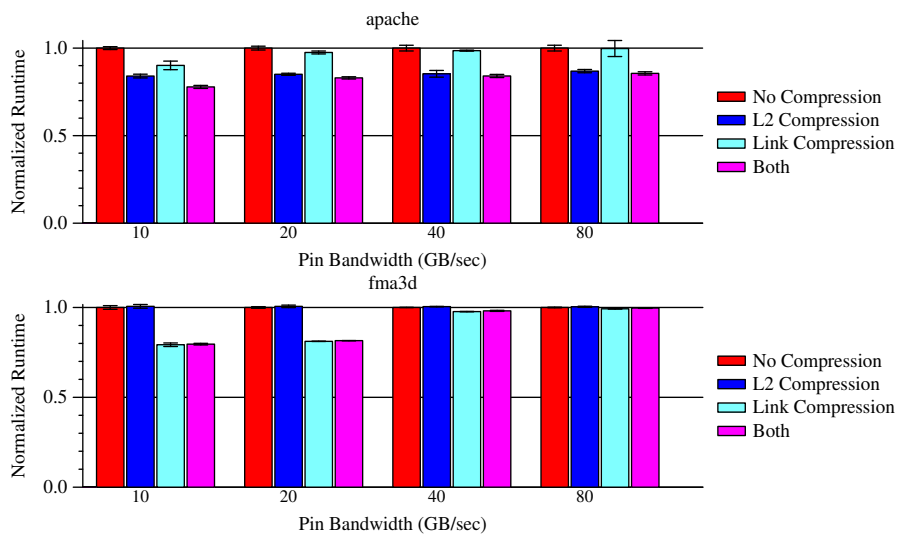 apache
Normalized Runtime
1.0
0.5
0.0
10 20 40 80
Pin Bandwidth (GB/sec)
No Compression
L2 Compression
Link Compression
Both
fma3d
Normalized Runtime
1.0
0.5
0.0
10 20 40 80
Pin Bandwidth (GB/sec)
No Compression
L2 Compression
Link Compression
Both